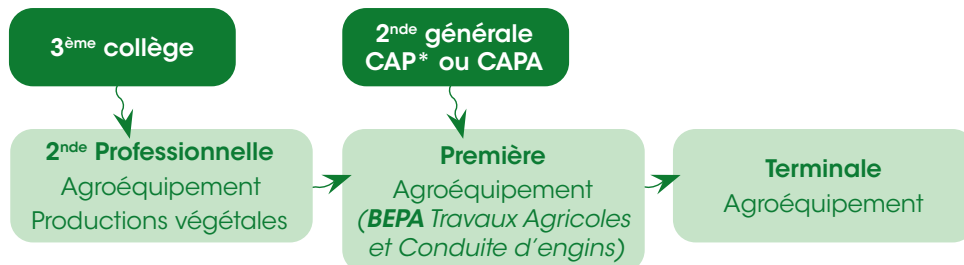 3ème collège
2nde générale
CAP* ou CAPA
2nde Professionnelle
Agroéquipement
Productions végétales
Première
Agroéquipement
(BEPA Travaux Agricoles
et Conduite d'engins)
Terminale
Agroéquipement